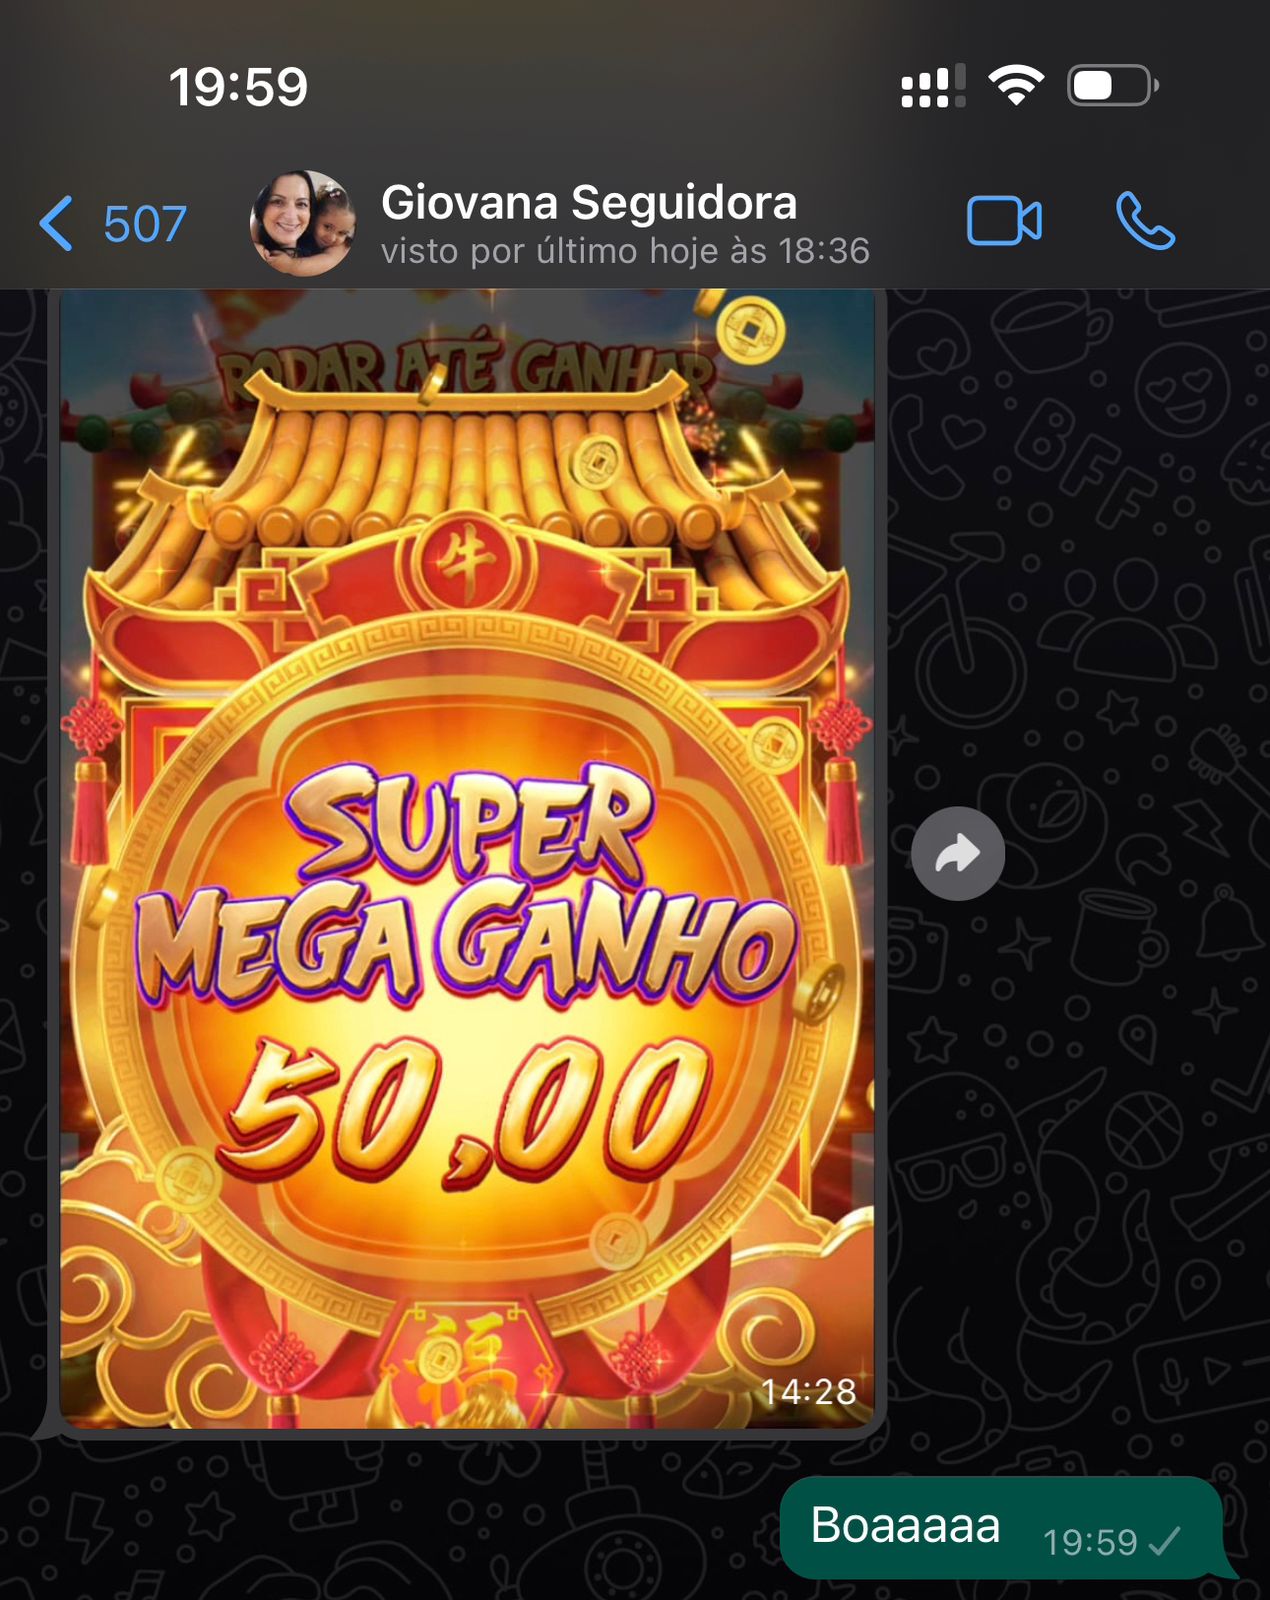 19:59
507
Giovana Seguidora
visto por último hoje às 18:36
RODAR ATÉ GANHAR
牛
SUPER
MEGA GANHO
50,00
福
14:28
Boaaaaa
19:59